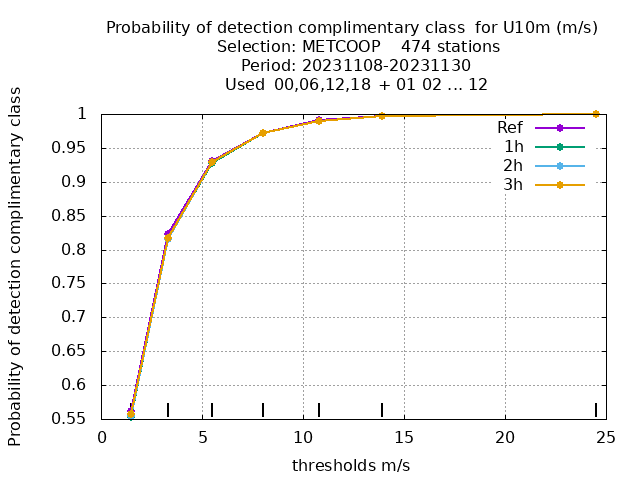 Probability of detection complimentary class  for U10m (m/s)
Selection: METCOOP    474 stations
Period: 20231108-20231130
Used  00,06,12,18  + 01 02 ... 12
Probability of detection complimentary class
1
0.95
0.9
0.85
0.8
0.75
0.7
0.65
0.6
0.55
Ref
1h
2h
3h
0 5 10 15 20 25
thresholds m/s